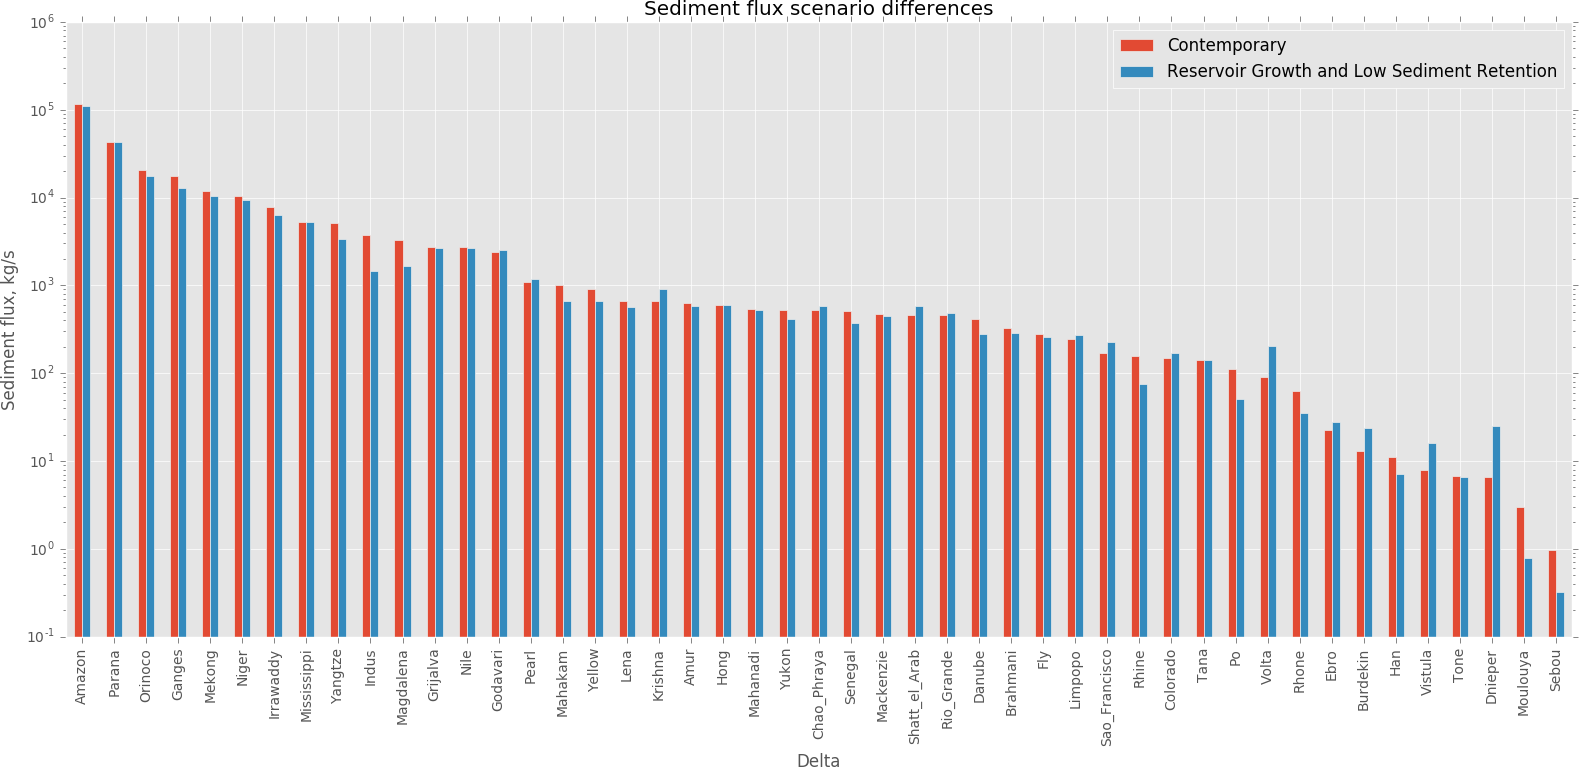 Sediment flux scenario differences
Contemporary
Reservoir Growth and Low Sediment Retention
Sediment flux, kg/s
10^6
10^5
10^4
10^3
10^2
10^1
10^0
10^-1
Amazon
Parana
Orinoco
Ganges
Mekong
Niger
Irrawaddy
Mississippi
Yangtze
Indus
Magdalena
Grijalva
Nile
Godavari
Pearl
Mahakam
Yellow
Lena
Krishna
Amur
Hong
Mahanadi
Yukon
Chao_Phraya
Senegal
Mackenzie
Shatt_el_Arab
Rio_Grande
Danube
Brahmani
Fly
Limpopo
Sao_Francisco
Rhine
Colorado
Tana
Po
Volta
Rhone
Ebro
Burdekin
Han
Vistula
Tone
Dnieper
Moulouya
Sebou
Delta